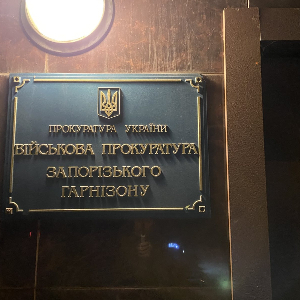 ПРОКУРАТУРА УКРАЇНИ
ВІЙСЬКОВА ПРОКУРАТУРА
ЗАПОРІЗЬКОГО
ГАРНІЗОНУ